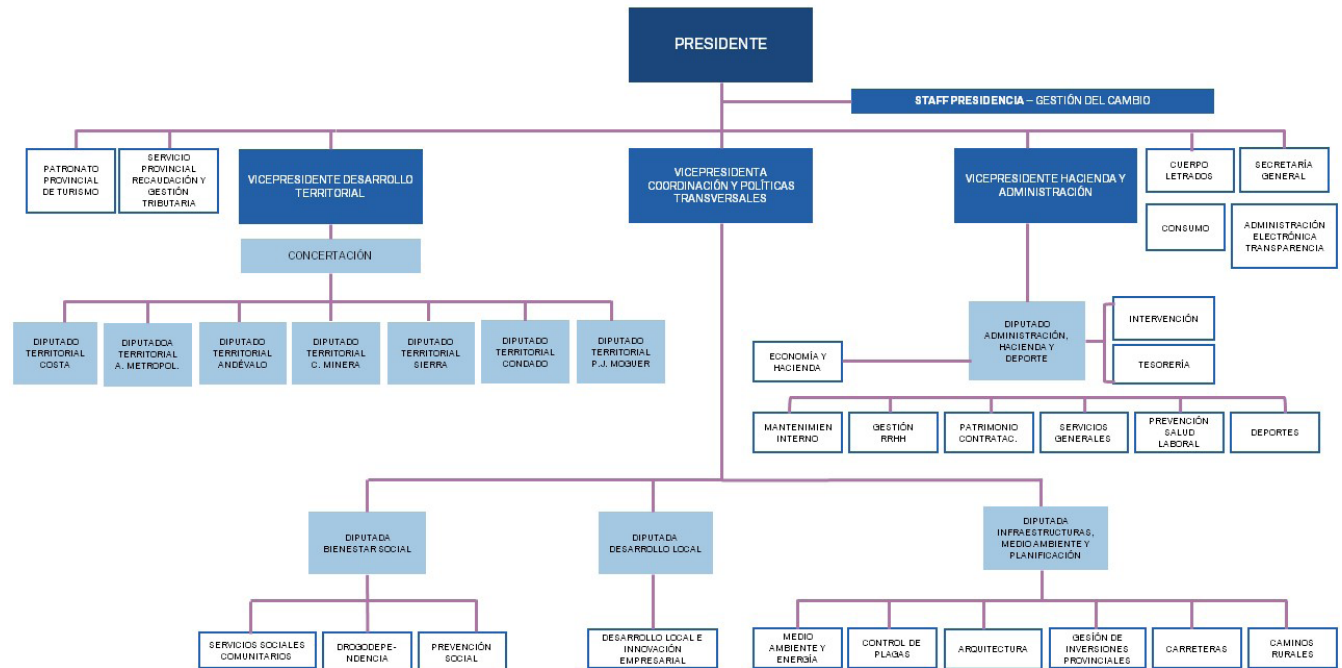 PRESIDENTE
STAFF PRESIDENCIA – GESTIÓN DEL CAMBIO
PATRONATO
PROVINCIAL
DE TURISMO
SERVICIO
PROVINCIAL
RECAUDACIÓN Y
GESTIÓN
TRIBUTARIA
VICEPRESIDENTE DESARROLLO
TERRITORIAL
VICEPRESIDENTA
COORDINACIÓN Y POLÍTICAS
TRANSVERSALES
VICEPRESIDENTE HACIENDA Y
ADMINISTRACIÓN
CUERPO
LETRADOS
SECRETARÍA
GENERAL
CONSUMO
ADMINISTRACIÓN
ELECTRÓNICA
TRANSPARENCIA
CONCERTACIÓN
DIPUTADO
TERRITORIAL
COSTA
DIPUTADOA
TERRITORIAL
A. METROPOL.
DIPUTADO
TERRITORIAL
ANDÉVALO
DIPUTADO
TERRITORIAL
C. MINERA
DIPUTADO
TERRITORIAL
SIERRA
DIPUTADO
TERRITORIAL
CONDADO
DIPUTADO
TERRITORIAL
P.J. MOGUER
DIPUTADO
ADMINISTRACIÓN,
HACIENDA Y
DEPORTE
INTERVENCIÓN
TESORERÍA
ECONOMÍA Y
HACIENDA
MANTENIMIEN
INTERNO
GESTIÓN
RRHH
PATRIMONIO
CONTRATAC.
SERVICIOS
GENERALES
PREVENCIÓN
SALUD
LABORAL
DEPORTES
DIPUTADA
BIENESTAR SOCIAL
DIPUTADA
DESARROLLO LOCAL
DIPUTADA
INFRAESTRUCTURAS,
MEDIO AMBIENTE Y
PLANIFICACIÓN
SERVICIOS SOCIALES
COMUNITARIOS
DROGODEPE-
NDENCIA
PREVENCIÓN
SOCIAL
DESARROLLO LOCAL E
INNOVACIÓN
EMPRESARIAL
MEDIO
AMBIENTE Y
ENERGÍA
CONTROL DE
PLAGAS
ARQUITECTURA
GESIÓN DE
INVERSIONES
PROVINCIALES
CARRETERAS
CAMINOS
RURALES